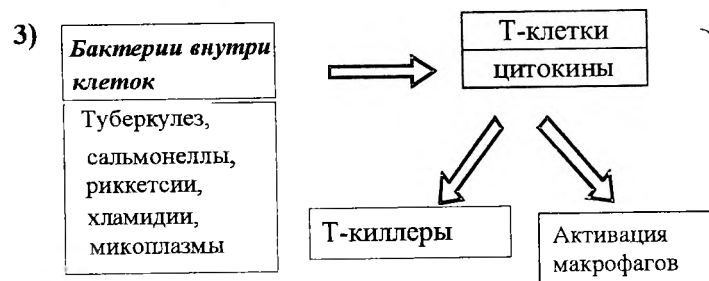 3)
Бактерии внутри
клеток
Туберкулез,
сальмонеллы,
риккетсии,
хламидии,
микоплазмы
Т-клетки
цитокины
Т-киллеры
Активация
макрофагов